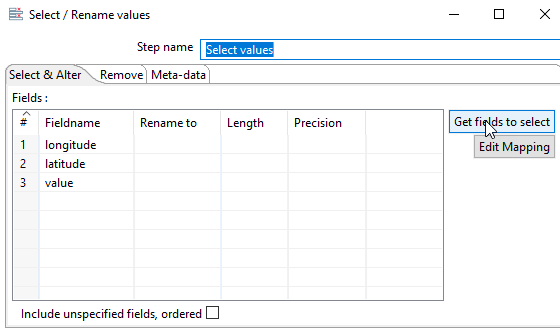 Select / Rename values
Step name Select values
Select & Alter Remove Meta-data
Fields :
# Fieldname Rename to Length Precision
Get fields to select
1 longitude
Edit Mapping
2 latitude
3 value
Include unspecified fields, ordered